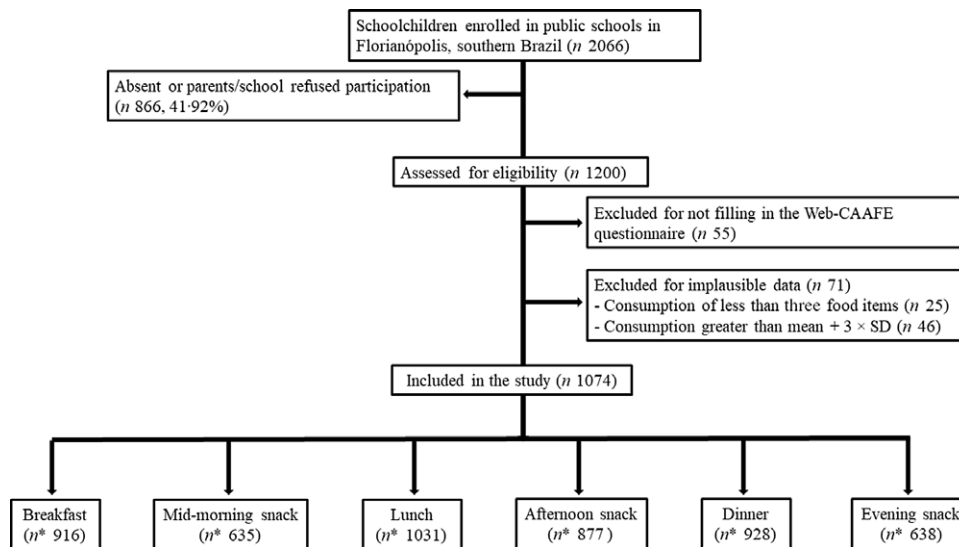 Schoolchildren enrolled in public schools in
Florianópolis, southern Brazil (n 2066)
Absent or parents/school refused participation
(n 866, 41·92%)
Assessed for eligibility (n 1200)
Excluded for not filling in the Web-CAAFE
questionnaire (n 55)
Excluded for implausible data (n 71)
- Consumption of less than three food items (n 25)
- Consumption greater than mean + 3 × SD (n 46)
Included in the study (n 1074)
Breakfast
(n* 916)
Mid-morning snack
(n* 635)
Lunch
(n* 1031)
Afternoon snack
(n* 877)
Dinner
(n* 928)
Evening snack
(n* 638)